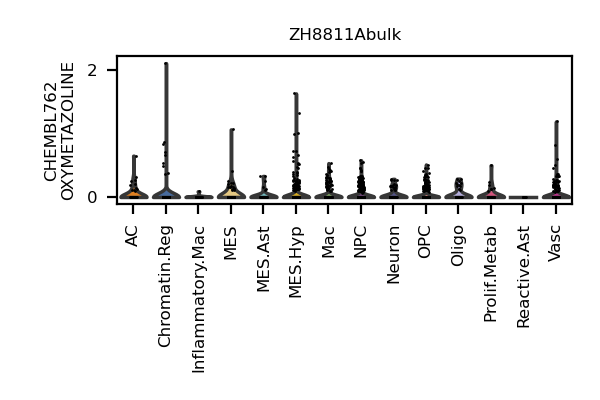 ZH8811Abulk
CHEMBL762
OXYMETAZOLINE
2
0
AC
Chromatin.Reg
Inflammatory.Mac
MES
MES.Ast
MES.Hyp
Mac
NPC
Neuron
OPC
Oligo
Prolif.Metab
Reactive.Ast
Vasc